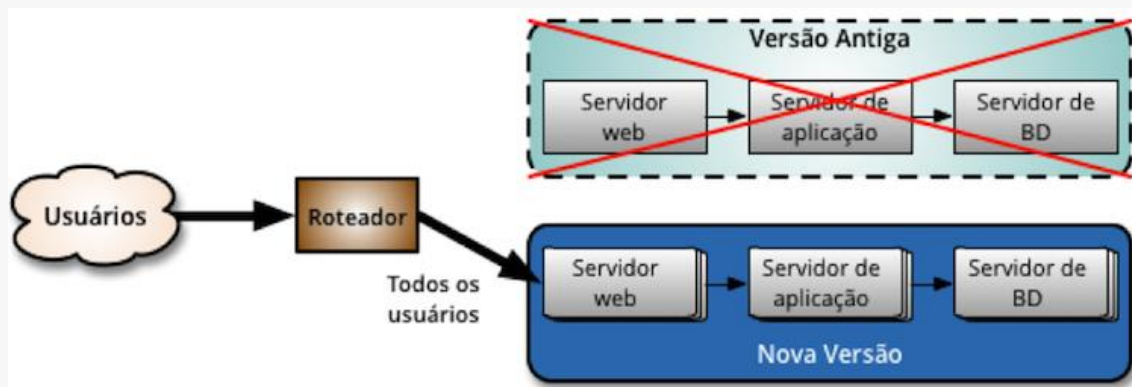 Versão Antiga
Servidor
web
Servidor de
aplicação
Servidor de
BD
Usuários
Roteador
Todos os
usuários
Servidor
web
Servidor de
aplicação
Servidor de
BD
Nova Versão